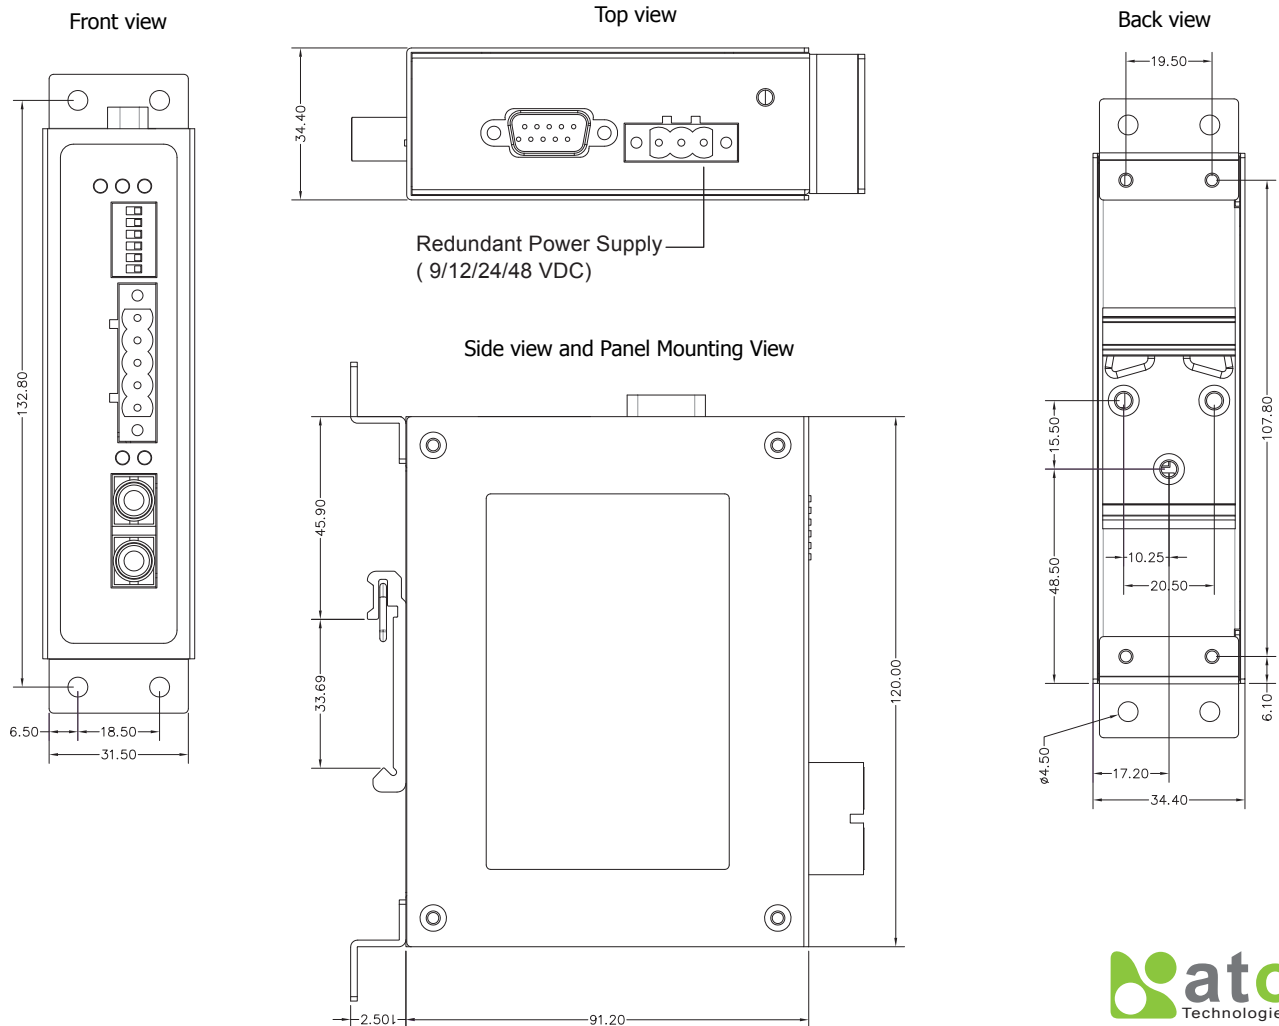 Front view
Top view
Back view
132.80
6.50
18.50
31.50
34.40
Redundant Power Supply
( 9/12/24/48 VDC)
Side view and Panel Mounting View
45.90
33.69
120.00
2.50
91.20
19.50
107.80
15.50
48.50
10.25
20.50
6.10
ø4.50
17.20
34.40
atc
Technologie